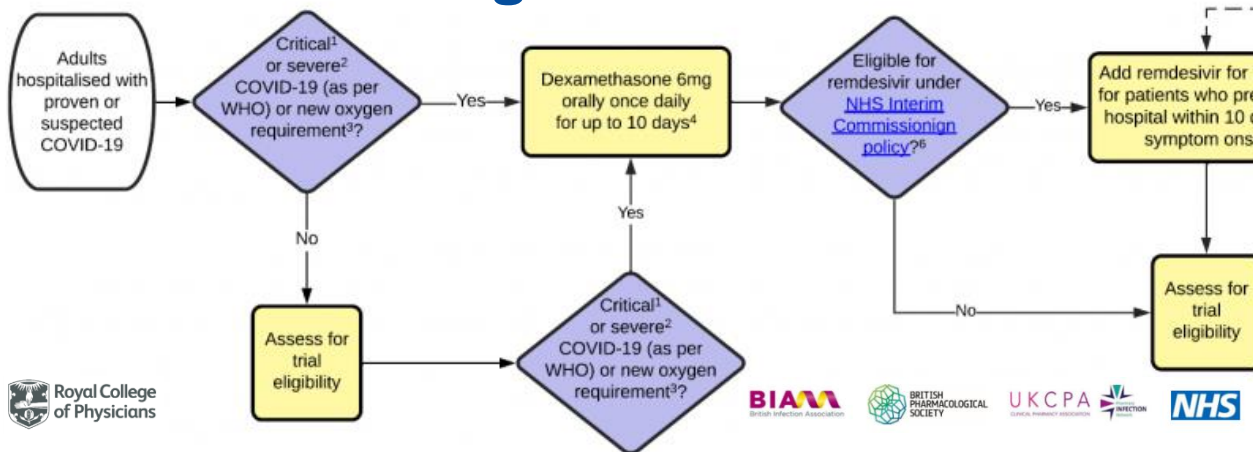 Adults
hospitalised with
proven or
suspected
COVID-19
Critical¹
or severe²
COVID-19 (as per
WHO) or new oxygen
requirement³?
Yes
Dexamethasone 6mg
orally once daily
for up to 10 days⁴
Eligible for
remdesivir under
NHS Interim
Commissionign
policy?⁶
Yes
Add remdesivir for
for patients who
hospital within 10
symptom
No
Yes
Assess for
trial
eligibility
Critical¹
or severe²
COVID-19 (as per
WHO) or new oxygen
requirement³?
No
Assess for
trial
eligibility
Royal College
of Physicians
BIA
British Infection Association
BRITISH
PHARMACOLOGICAL
SOCIETY
UKCPA
CLINICAL PHARMACY ASSOCIATION
INFECTION
NHS